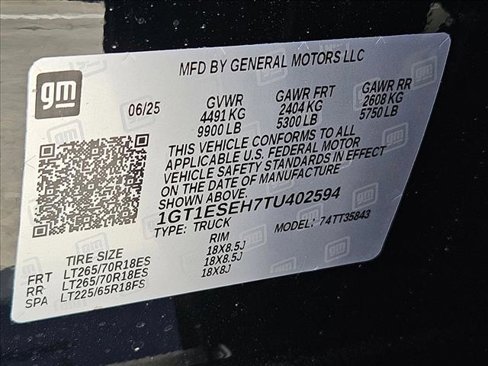 MFD BY GENERAL MOTORS LLC
gm
06/25 GVWR GAWR FRT GAWR RR
4491 KG 2404 KG 2608 KG
9900 LB 5300 LB 5750 LB
THIS VEHICLE CONFORMS TO ALL
APPLICABLE U.S. FEDERAL MOTOR
VEHICLE SAFETY STANDARDS IN EFFECT
ON THE DATE OF MANUFACTURE
SHOWN ABOVE.
1GT1ESEH7TU402594
TYPE: TRUCK MODEL: 74TT35843
TIRE SIZE RIM
FRT LT265/70R18ES 18X8.5J
RR LT265/70R18ES 18X8.5J
SPA LT225/65R18FS 18X8J